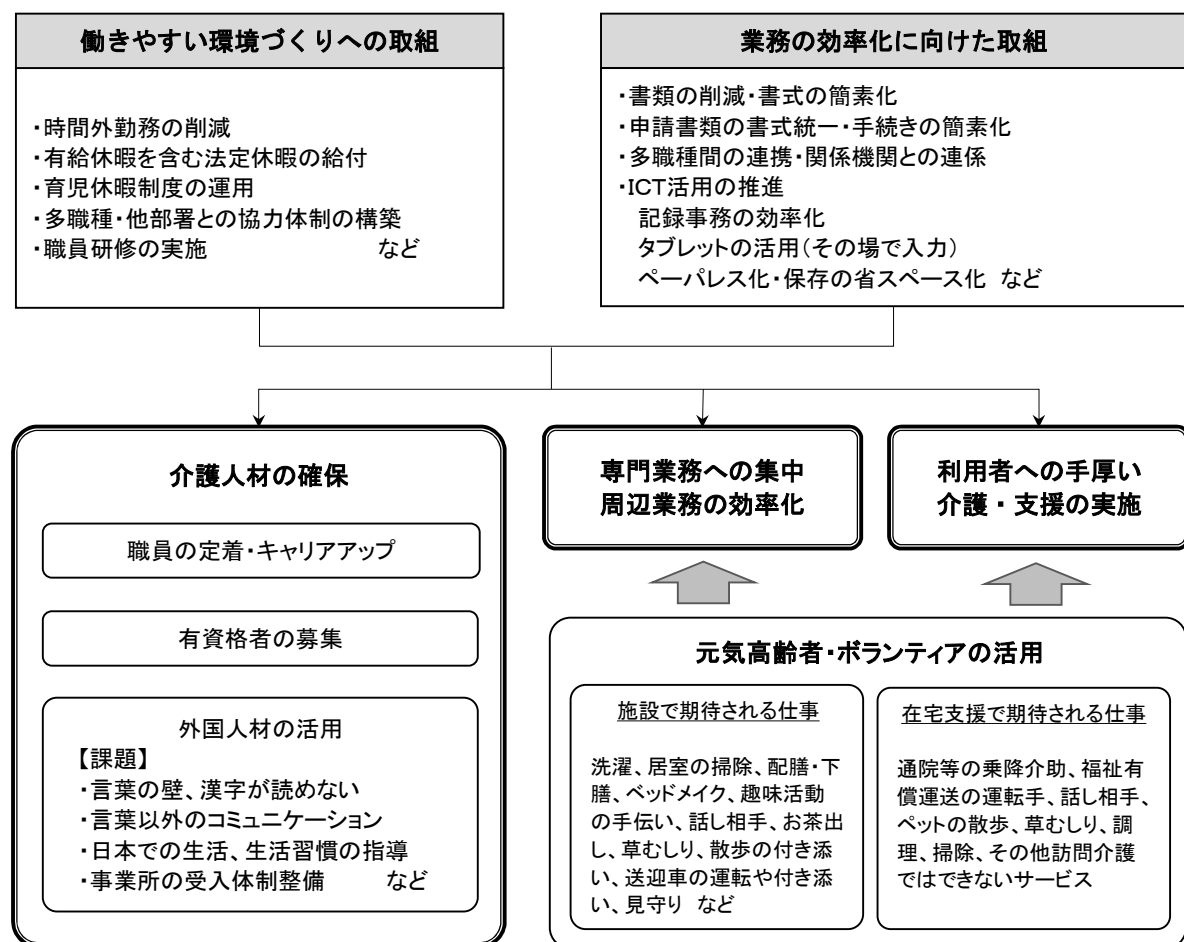 働きやすい環境づくりへの取組
・時間外勤務の削減
・有給休暇を含む法定休暇の給付
・育児休暇制度の運用
・多職種・他部署との協力体制の構築
・職員研修の実施 など
業務の効率化に向けた取組
・書類の削減・書式の簡素化
・申請書類の書式統一・手続きの簡素化
・多職種間の連携・関係機関との連係
・ICT活用の推進
記録事務の効率化
タブレットの活用(その場で入力)
ペーパレス化・保存の省スペース化 など
介護人材の確保
職員の定着・キャリアアップ
有資格者の募集
外国人材の活用
【課題】
・言葉の壁、漢字が読めない
・言葉以外のコミュニケーション
・日本での生活、生活習慣の指導
・事業所の受入体制整備 など
専門業務への集中
周辺業務の効率化
利用者への手厚い
介護・支援の実施
元気高齢者・ボランティアの活用
施設で期待される仕事
洗濯、居室の掃除、配膳・下
膳、ベッドメイク、趣味活動
の手伝い、話し相手、お茶出
し、草むしり、散歩の付き添
い、送迎車の運転や付き添
い、見守り など
在宅支援で期待される仕事
通院等の乗降介助、福祉有
償運送の運転手、話し相手、
ペットの散歩、草むしり、調
理、掃除、その他訪問介護
ではできないサービス